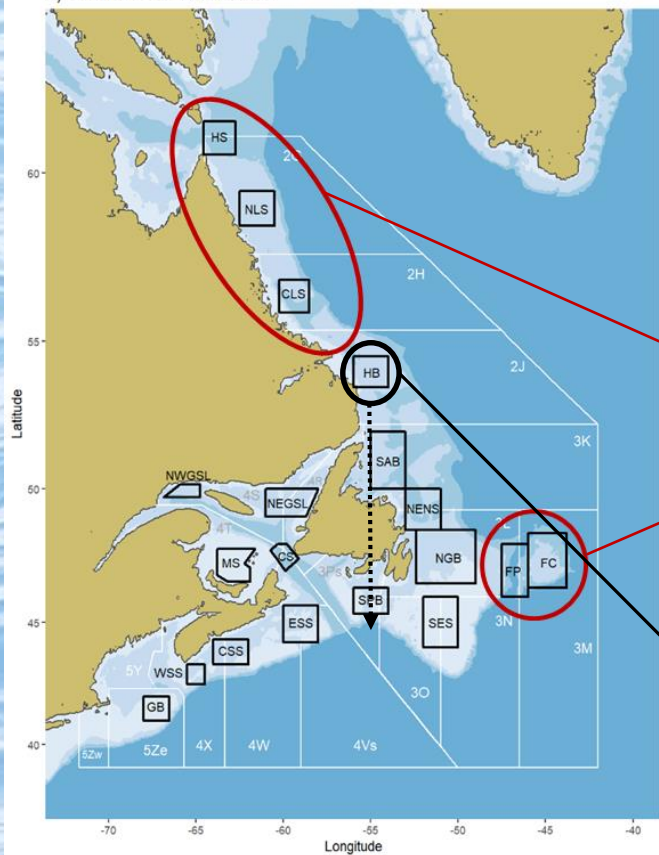 HS
60
2G
NLS
2H
CLS
55
2J
HB
Latitude
3K
SAB
NWGSL
50
4S
4R
NEGSL
NENS
3L
4T
CS
NGB
FP
FC
MS
3Ps
SPB
SES
3N
ESS
45
CSS
3M
5Y
WSS
3O
GB
5Zw
5Ze
4X
4W
4Vs
40
-70
-65
-60
-55
-50
-45
-40
Longitude